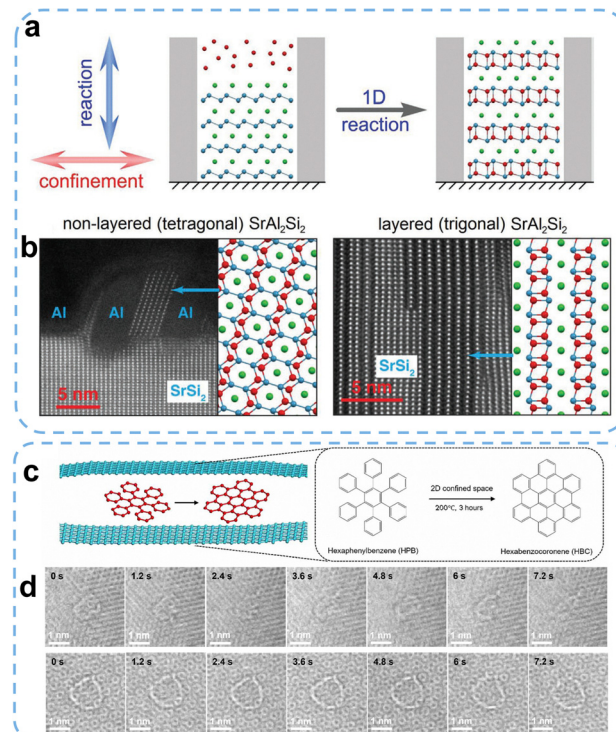 a
reaction
confinement
1D
reaction
non-layered (tetragonal) SrAl₂Si₂
layered (trigonal) SrAl₂Si₂
b
Al
Al
Al
SrSi₂
5 nm
SrSi₂
5 nm
c
2D confined space
200℃, 3 hours
Hexaphenylbenzene (HPB)
Hexabenzocoronene (HBC)
d
0 s
1.2 s
2.4 s
3.6 s
4.8 s
6 s
7.2 s
1 nm
1 nm
1 nm
1 nm
1 nm
1 nm
1 nm
0 s
1.2 s
2.4 s
3.6 s
4.8 s
6 s
7.2 s
1 nm
1 nm
1 nm
1 nm
1 nm
1 nm
1 nm